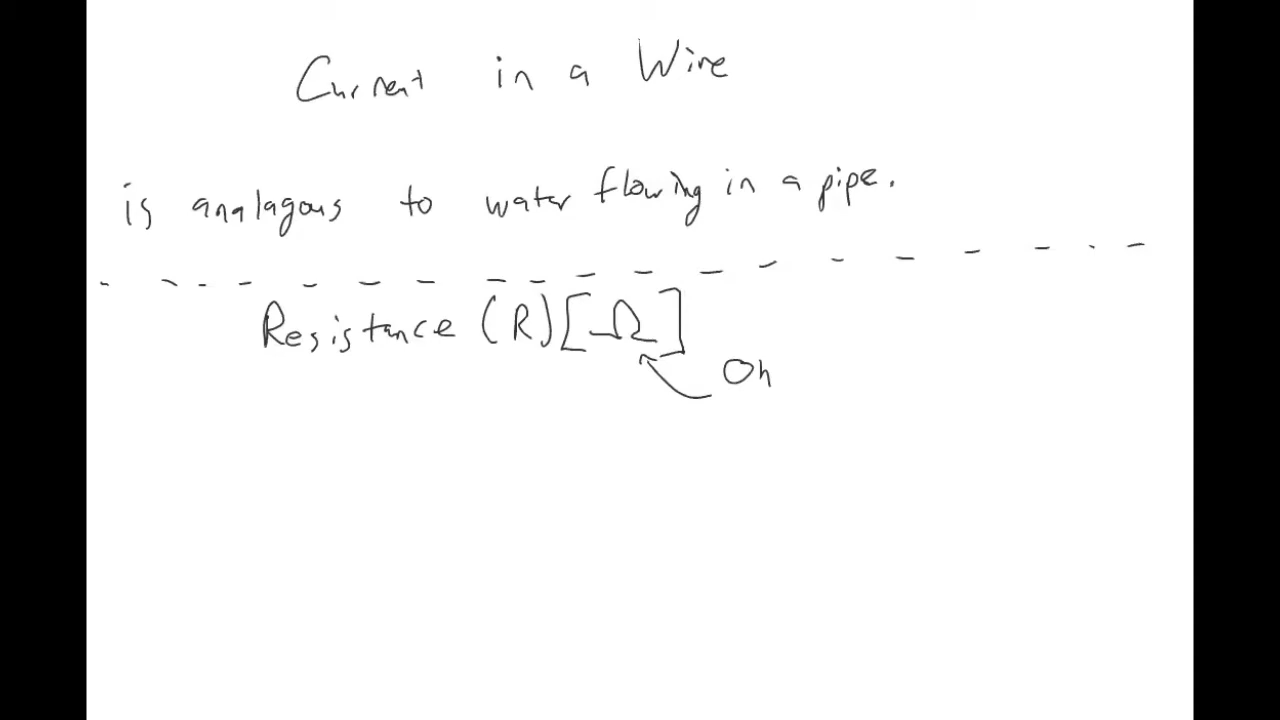 Current in a Wire
is analagous to water flowing in a pipe.
Resistance (R) [Ω]
Oh